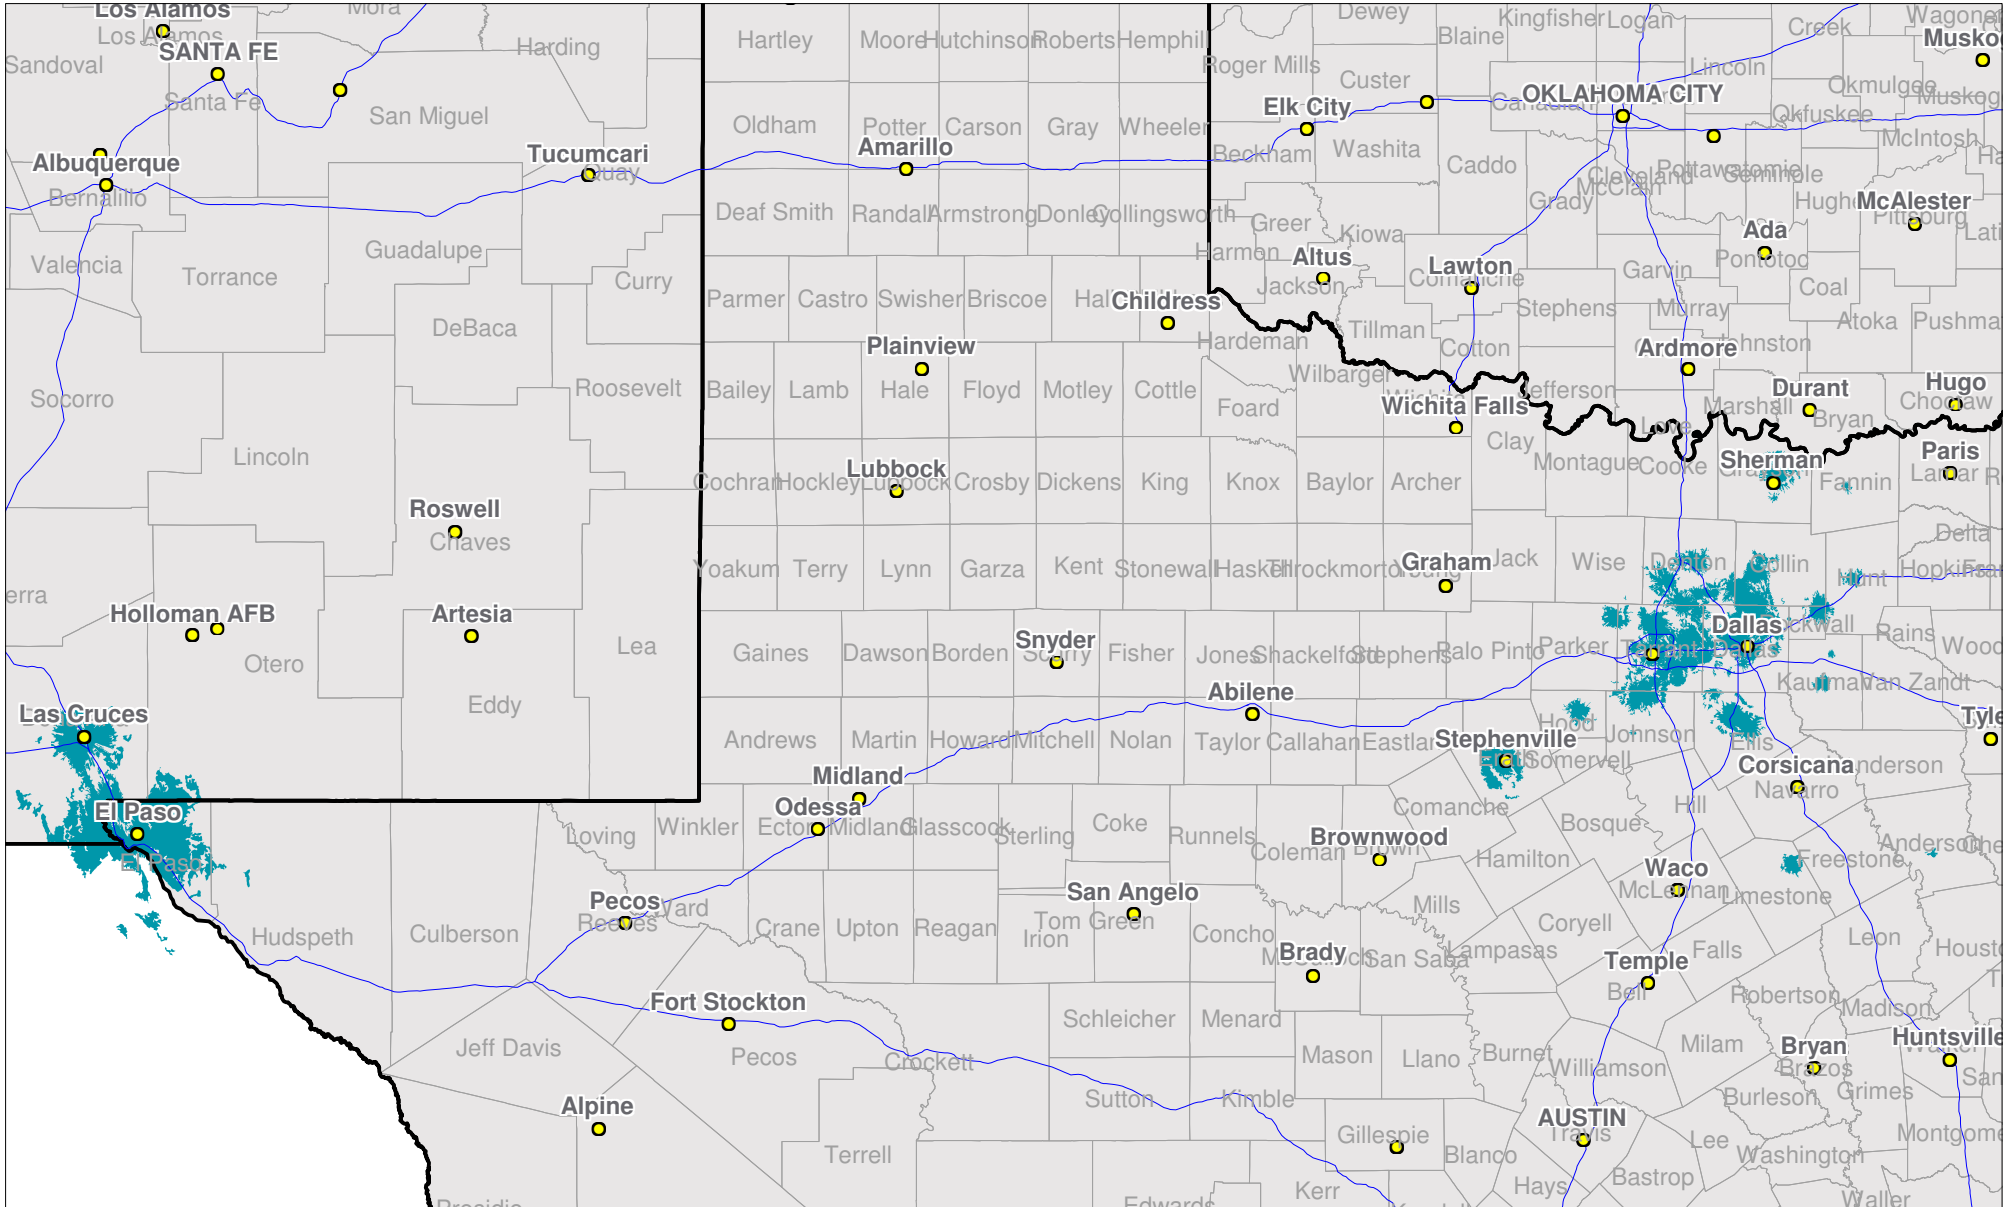 Los Alamos
Mora
Los Alamos
SANTA FE
Harding
Sandoval
Santa Fe
San Miguel
Hartley
Moore
Hutchinson
Roberts
Hemphill
Dewey
Kingfisher
Logan
Creek
Blaine
Roger Mills
Custer
Lincoln
Okmulgee
Elk City
OKLAHOMA CITY
Okfuskee
Oldham
Potter
Carson
Gray
Wheeler
McIntosh
Amarillo
Beckham
Washita
Caddo
Albuquerque
Tucumcari
Quay
Bernalillo
Pottawatomie
Seminole
Cleveland
McClain
Grady
McAlester
Pittsburg
Deaf Smith
Randall
Armstrong
Donley
Collingsworth
Greer
Kiowa
Ada
Pontotoc
Harmon
Valencia
Torrance
Guadalupe
Curry
Altus
Jackson
Lawton
Comanche
Garvin
Coal
Parmer
Castro
Swisher
Briscoe
Childress
Stephens
Murray
Atoka
DeBaca
Hardeman
Tillman
Cotton
Ardmore
Plainview
Socorro
Roosevelt
Bailey
Lamb
Hale
Floyd
Motley
Cottle
Wilbarger
Foard
Wichita Falls
Jefferson
Durant
Marshall
Bryan
Hugo
Choctaw
Love
Clay
Lincoln
Lubbock
Cochran
Hockley
Lubbock
Crosby
Dickens
King
Knox
Baylor
Archer
Montague
Cooke
Sherman
Fannin
Paris
Lamar
Roswell
Chaves
Delta
Yoakum
Terry
Lynn
Garza
Kent
Stonewall
Haskell
Throckmorton
Graham
Young
Jack
Wise
Denton
Collin
Hunt
Hopkins
Holloman AFB
Artesia
Otero
Lea
Snyder
Gaines
Dawson
Borden
Scurry
Fisher
Jones
Shackelford
Stephens
Palo Pinto
Parker
Tarrant
Dallas
Dallas
Rains
Eddy
Abilene
Kaufman
Van Zandt
Las Cruces
Andrews
Martin
Howard
Mitchell
Nolan
Taylor
Callahan
Eastland
Hood
Johnson
Ellis
Stephenville
Erath
Somervell
Midland
Odessa
Corsicana
Navarro
El Paso
El Paso
Loving
Winkler
Ector
Midland
Glasscock
Sterling
Coke
Runnels
Coleman
Brownwood
Brown
Comanche
Hamilton
Bosque
Hill
Anderson
Freestone
Waco
McLennan
Limestone
Pecos
Reeves
Ward
San Angelo
Tom Green
Mills
Hudspeth
Culberson
Crane
Upton
Reagan
Irion
Concho
Brady
McCulloch
San Saba
Lampasas
Coryell
Falls
Leon
Temple
Bell
Fort Stockton
Robertson
Madison
Jeff Davis
Pecos
Crockett
Schleicher
Menard
Mason
Llano
Burnet
Williamson
Milam
Bryan
Brazos
Huntsville
Walker
Grimes
Alpine
Sutton
Kimble
AUSTIN
Travis
Burleson
Gillespie
Blanco
Lee
Washington
Terrell
Bastrop
Kerr
Hays
Waller
Presidio
Edwards